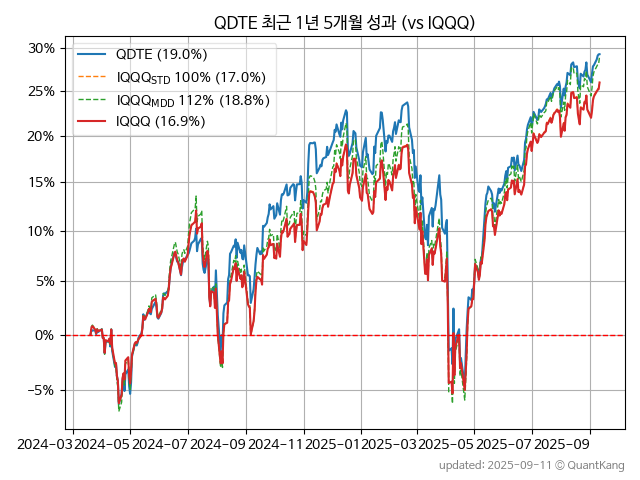 QDTE 최근 1년 5개월 성과 (vs IQQQ)
30%
25%
20%
15%
10%
5%
0%
−5%
QDTE (19.0%)
IQQQSTD 100% (17.0%)
IQQQMDD 112% (18.8%)
IQQQ (16.9%)
2024-03 2024-05 2024-07 2024-09 2024-11 2025-01 2025-03 2025-05 2025-07 2025-09
updated: 2025-09-11 © QuantKang